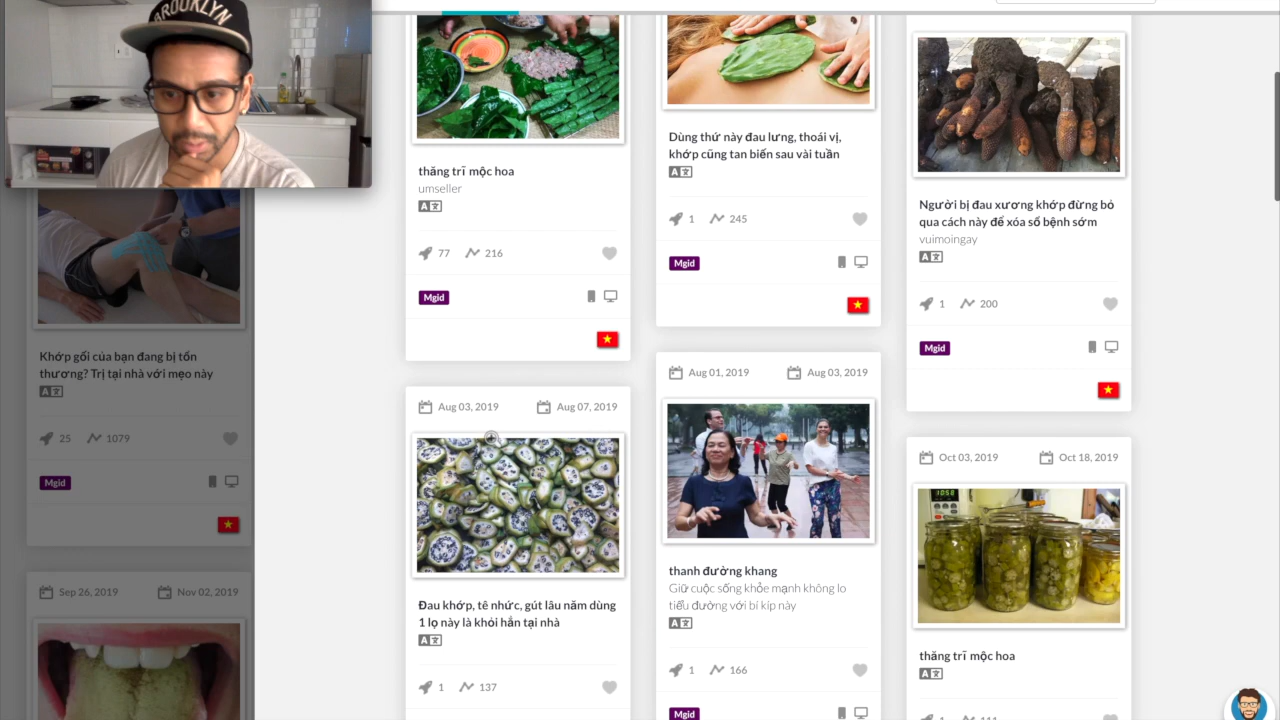 BROOKLYN
Khớp gối của bạn đang bị tổn
thương? Trị tại nhà với mẹo này
25 1079
Mgid
Sep 26, 2019 Nov 02, 2019
thăng trĩ mộc hoa
umseller
77 216
Mgid
Aug 03, 2019 Aug 07, 2019
Đau khớp, tê nhức, gút lâu năm dùng
1 lọ này là khỏi hẳn tại nhà
1 137
Dùng thứ này đau lưng, thoái vị,
khớp cũng tan biến sau vài tuần
1 245
Mgid
Aug 01, 2019 Aug 03, 2019
thanh đường khang
Giữ cuộc sống khỏe mạnh không lo
tiểu đường với bí kíp này
1 166
Mgid
Người bị đau xương khớp đừng bỏ
qua cách này để xóa sổ bệnh sớm
vuimoingay
1 200
Mgid
Oct 03, 2019 Oct 18, 2019
1058
thăng trĩ mộc hoa
1 111